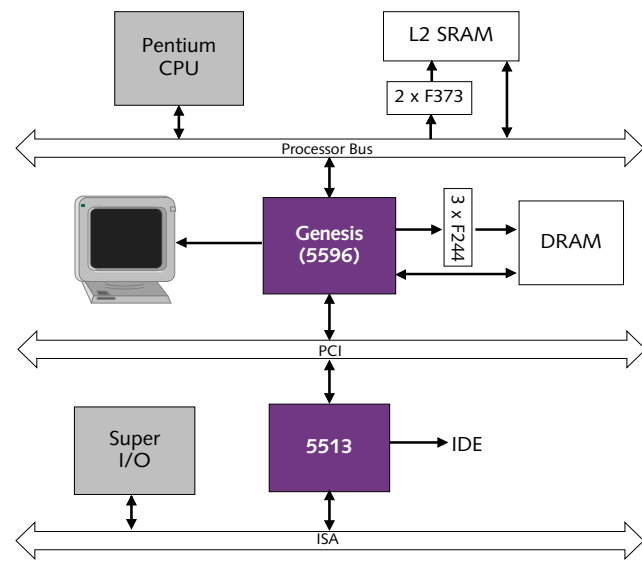 Pentium
CPU
L2 SRAM
2 x F373
Processor Bus
Genesis
(5596)
3 x F244
DRAM
PCI
Super
I/O
5513
IDE
ISA